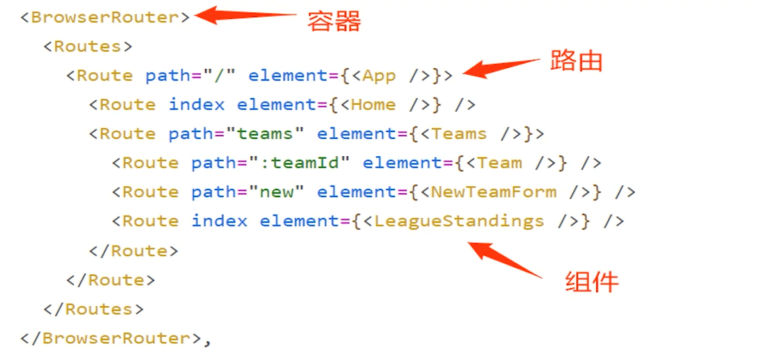 <BrowserRouter> 容器
<Routes>
<Route path="/" element={<App />}> 路由
<Route index element={<Home />} />
<Route path="teams" element={<Teams />}>
<Route path=":teamId" element={<Team />} />
<Route path="new" element={<NewTeamForm />} />
<Route index element={<LeagueStandings />} />
</Route>
组件
</Route>
</Routes>
</BrowserRouter>,